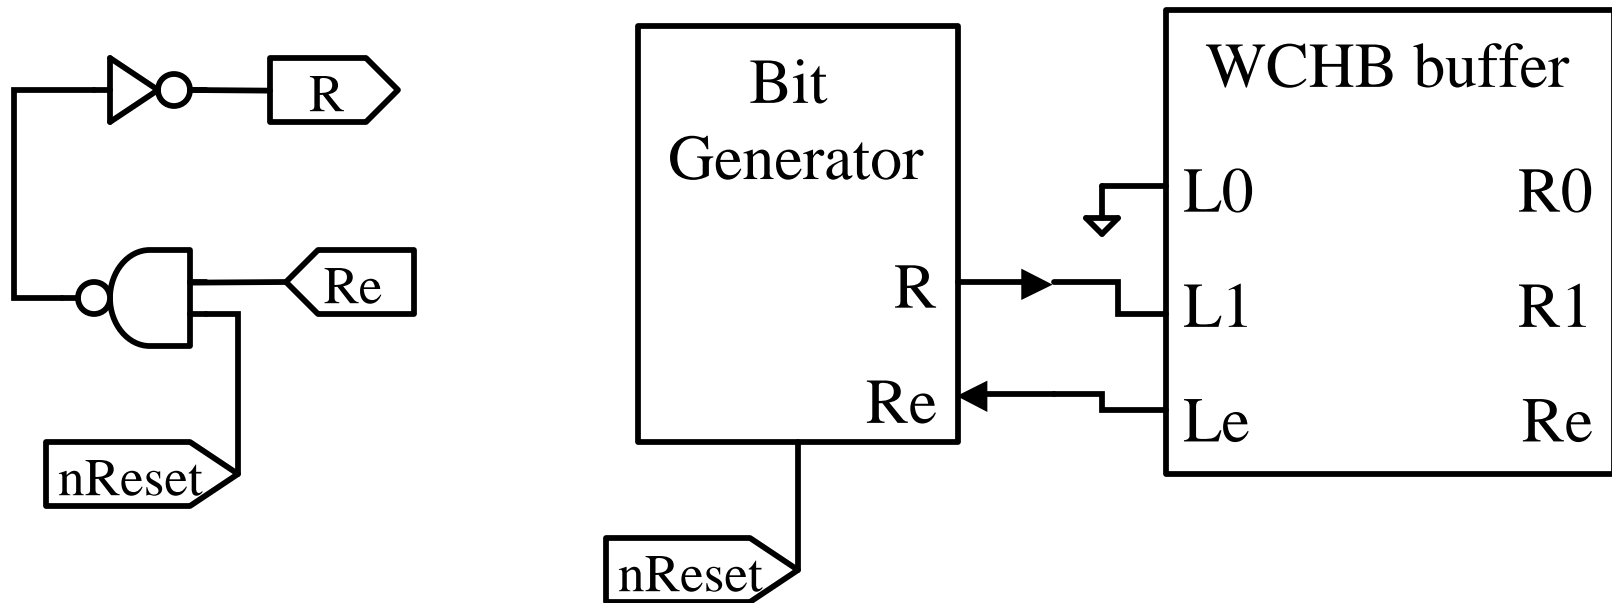 R
Re
nReset
Bit
Generator
R
Re
nReset
WCHB buffer
L0 R0
L1 R1
Le Re